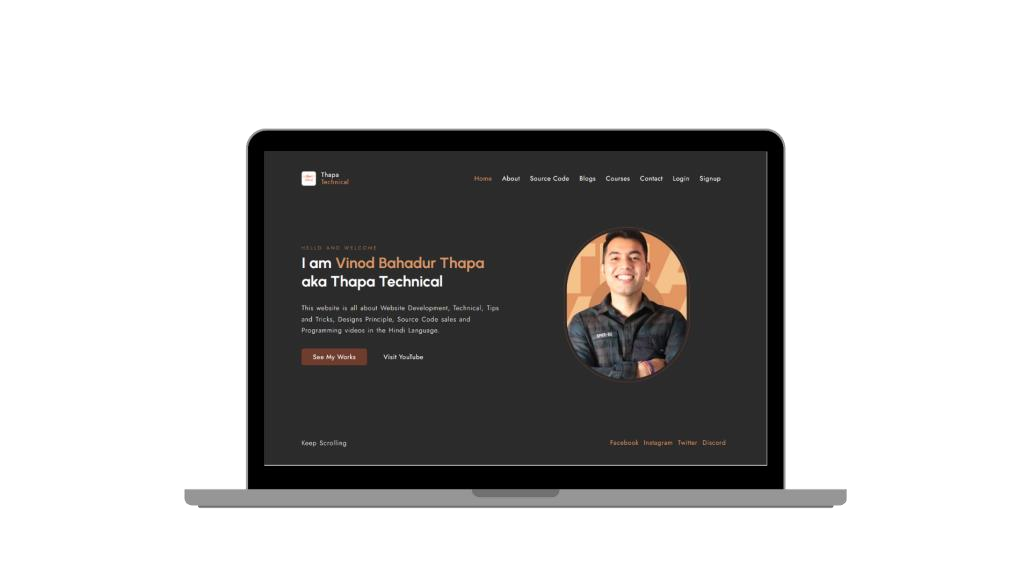 Thapa
Technical
Home About Source Code Blogs Courses Contact Login Signup
HELLO AND WELCOME
I am Vinod Bahadur Thapa
aka Thapa Technical
This website is all about Website Development, Technical, Tips
and Tricks, Designs Principle, Source Code sales and
Programming videos in the Hindi Language.
See My Works Visit YouTube
Keep Scrolling
Facebook Instagram Twitter Discord